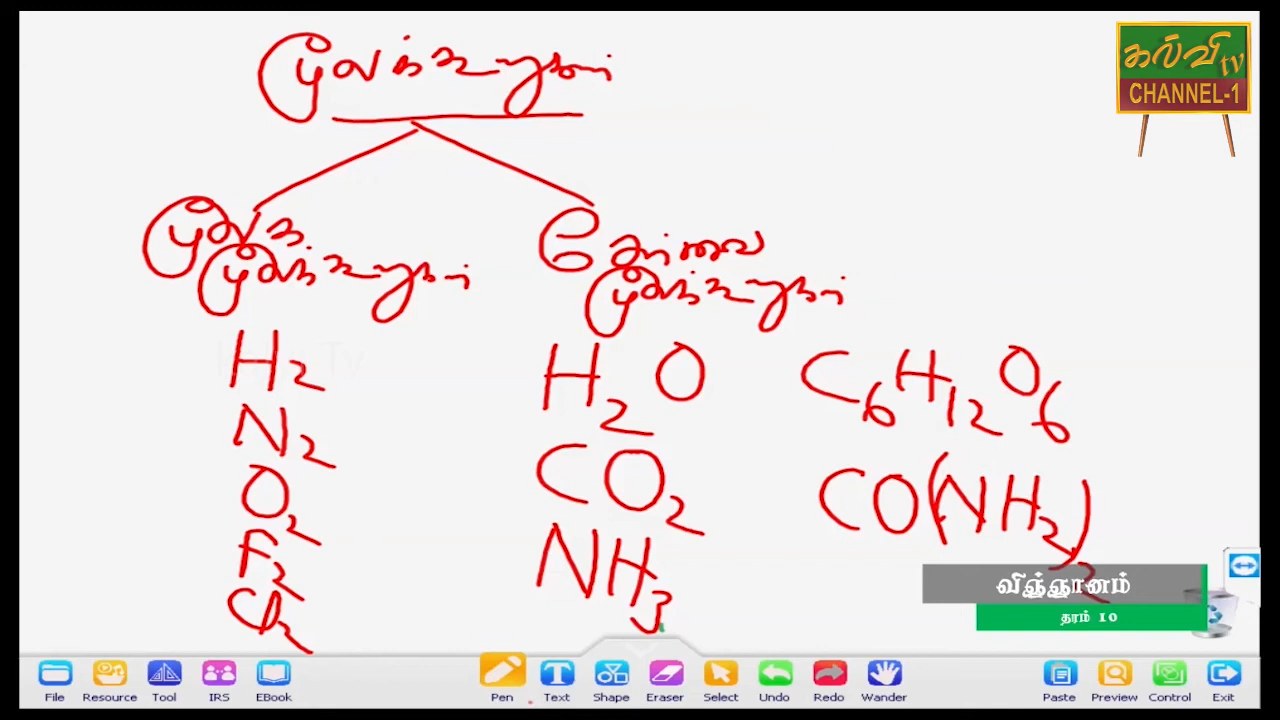 மூலக்கூறுகள்
மூலக மூலக்கூறுகள்
சேர்வை மூலக்கூறுகள்
H2
N2
O2
F2
Cl2
H2O
CO2
NH3
C6H12O6
CO(NH2)2
கல்வி tv
CHANNEL-1
விஞ்ஞானம்
தரம் 10
File
Resource
Tool
IRS
EBook
Pen
Text
Shape
Eraser
Select
Undo
Redo
Wander
Paste
Preview
Control
Exit